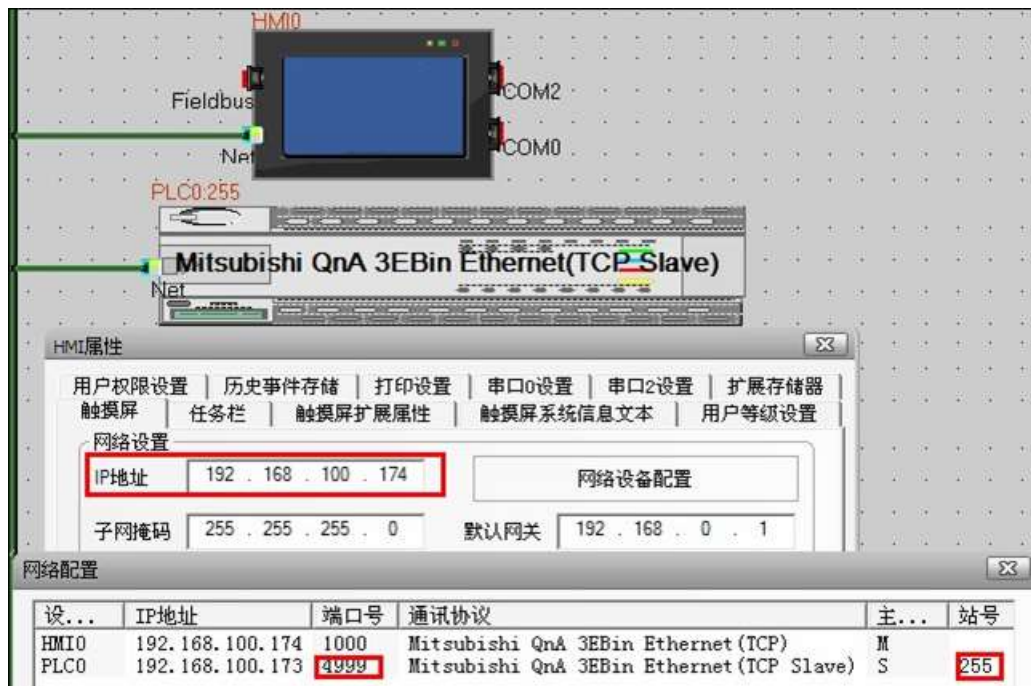 HMI0
COM2
Fieldbus
COM0
Net
PLC0:255
Mitsubishi QnA 3EBin Ethernet(TCP Slave)
Net
HMI属性
用户权限设置 历史事件存储 打印设置 串口0设置 串口2设置 扩展存储器
触摸屏 任务栏 触摸屏扩展属性 触摸屏系统信息文本 用户等级设置
网络设置
IP地址 192 . 168 . 100 . 174 网络设备配置
子网掩码 255 . 255 . 255 . 0 默认网关 192 . 168 . 0 . 1
网络配置
设... IP地址 端口号 通讯协议 主... 站号
HMI0 192.168.100.174 1000 Mitsubishi QnA 3EBin Ethernet(TCP) M
PLC0 192.168.100.173 4999 Mitsubishi QnA 3EBin Ethernet(TCP Slave) S 255